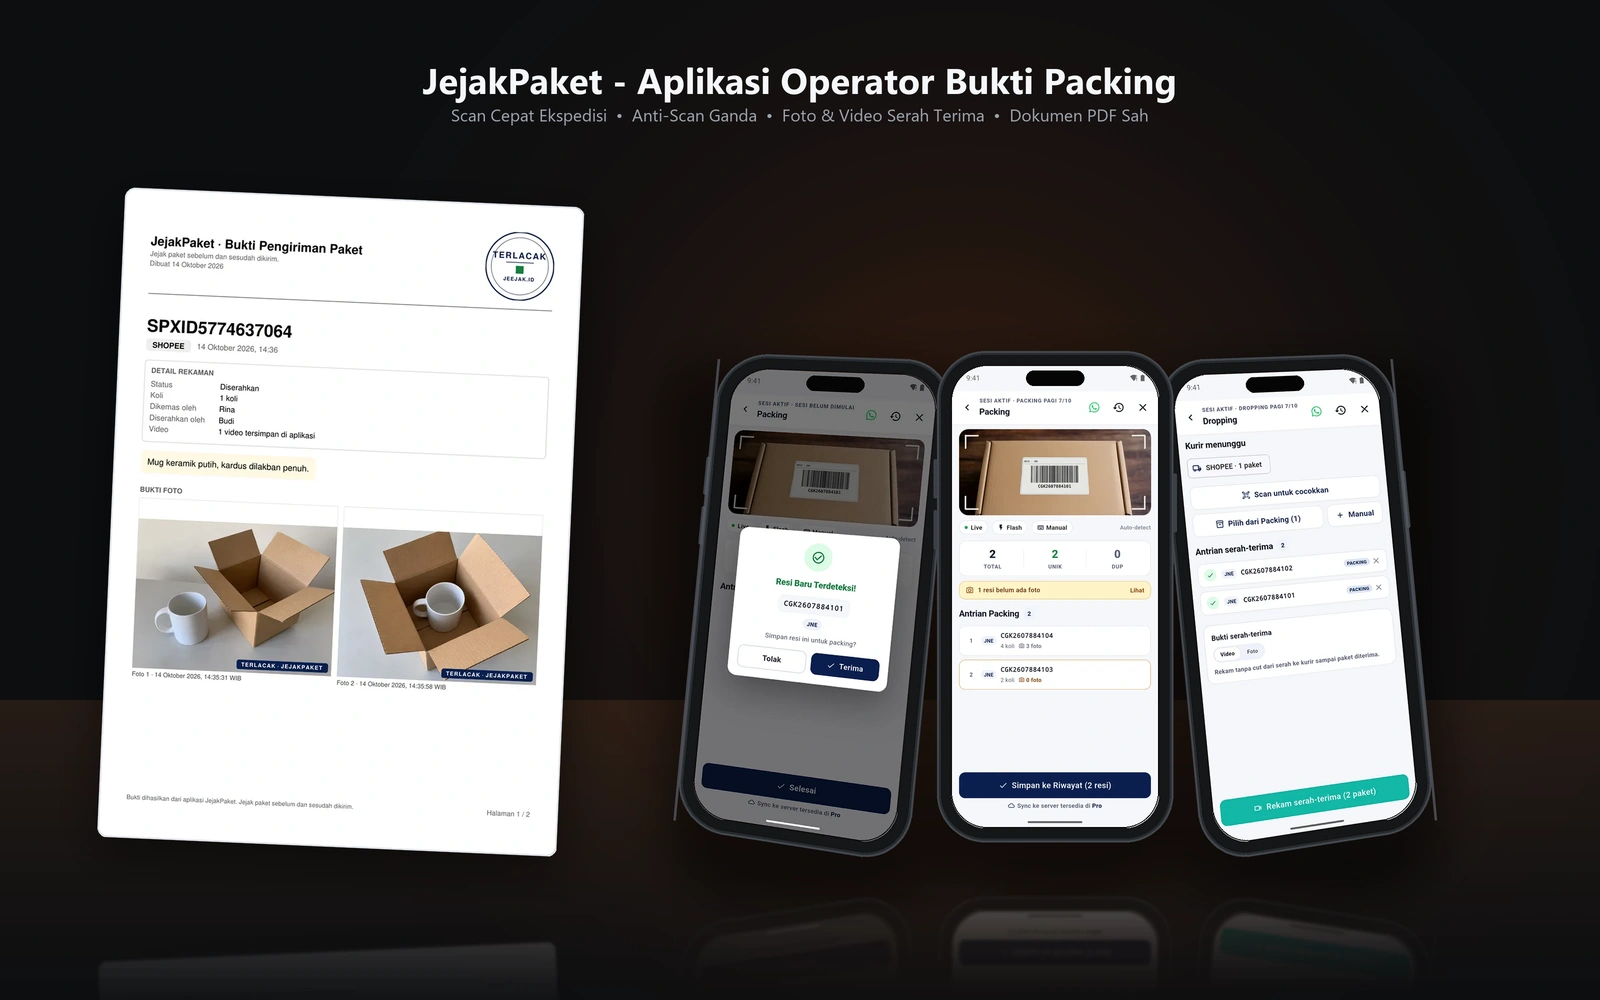 JejakPaket - Aplikasi Operator Bukti Packing
Scan Cepat Ekspedisi • Anti-Scan Ganda • Foto & Video Serah Terima • Dokumen PDF Sah
JejakPaket · Bukti Pengiriman Paket
Jejak paket sebelum dan sesudah dikirim.
Dibuat 14 Oktober 2026
TERLACAK
JEEJAK.ID
SPXID5774637064
SHOPEE 14 Oktober 2026, 14:36
DETAIL REKAMAN
Status Diserahkan
Koli 1 koli
Dikemas oleh Rina
Diserahkan oleh Budi
Video 1 video tersimpan di aplikasi
Mug keramik putih, kardus dilakban penuh.
BUKTI FOTO
TERLACAK · JEJAKPAKET
TERLACAK · JEJAKPAKET
Foto 1 · 14 Oktober 2026, 14:35:31 WIB
Foto 2 · 14 Oktober 2026, 14:35:58 WIB
Bukti dihasilkan dari aplikasi JejakPaket. Jejak paket sebelum dan sesudah dikirim.
Halaman 1 / 2
9:41
SESI AKTIF · SESI BELUM DIMULAI
Packing
CGK2607884101
Resi Baru Terdeteksi!
CGK2607884101
JNE
Simpan resi ini untuk packing?
Tolak
Terima
Selesai
Sync ke server tersedia di Pro
9:41
SESI AKTIF · PACKING PAGI 7/10
Packing
CGK2607884101
Live Flash Manual Auto-detect
2 2 0
TOTAL UNIK DUP
1 resi belum ada foto Lihat
Antrian Packing 2
1 JNE CGK2607884104
4 koli 3 foto
2 JNE CGK2607884103
2 koli 0 foto
Simpan ke Riwayat (2 resi)
Sync ke server tersedia di Pro
9:41
SESI AKTIF · DROPPING PAGI 7/10
Dropping
Kurir menunggu
SHOPEE · 1 paket
Scan untuk cocokkan
Pilih dari Packing (1)
+ Manual
Antrian serah-terima 2
JNE CGK2607884102 PACKING
JNE CGK2607884101 PACKING
Bukti serah-terima
Video Foto
Rekam tanpa cut dari serah ke kurir sampai paket diterima.
Rekam serah-terima (2 paket)